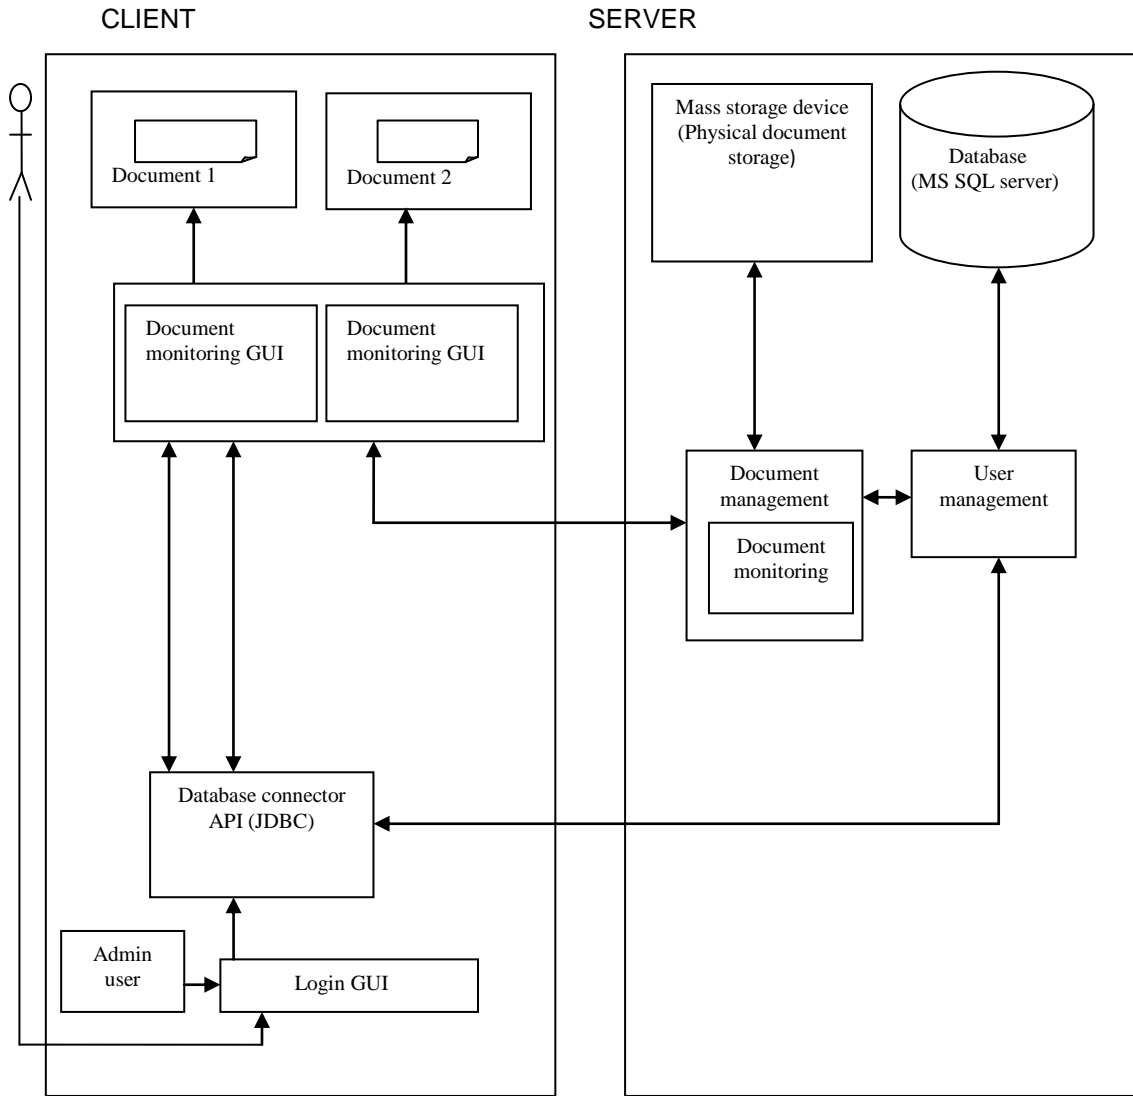 CLIENT
SERVER
Document 1
Document 2
Mass storage device
(Physical document
storage)
Database
(MS SQL server)
Document
monitoring GUI
Document
monitoring GUI
Document
management
Document
monitoring
User
management
Database connector
API (JDBC)
Admin
user
Login GUI